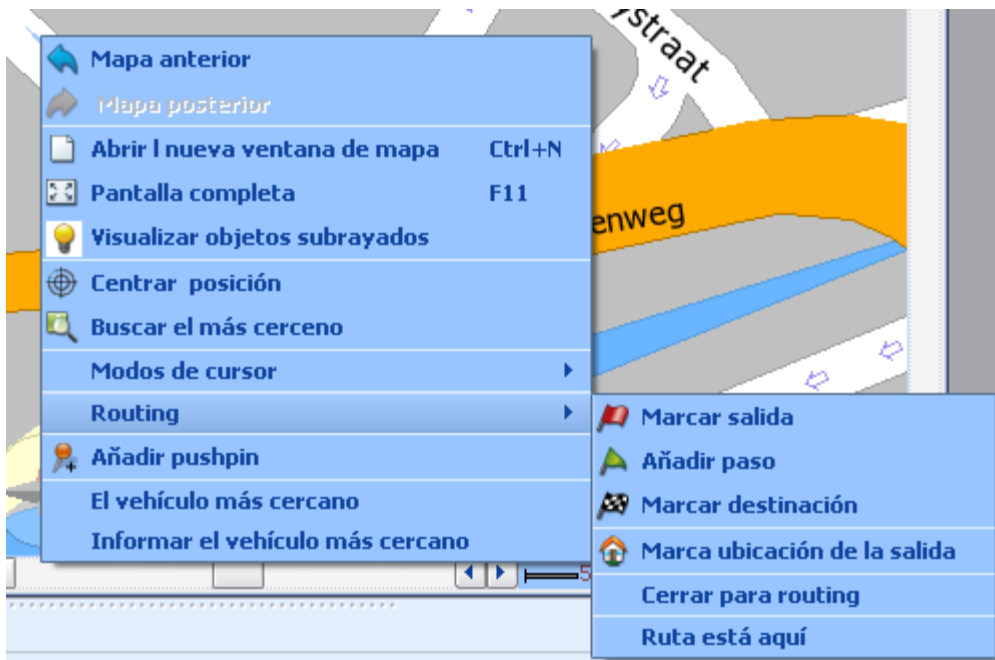 ystraat
enweg
Mapa anterior
Mapa posterior
Abrir l nueva ventana de mapa Ctrl+N
Pantalla completa F11
Visualizar objetos subrayados
Centrar posición
Buscar el más cerceno
Modos de cursor
Routing
Añadir pushpin
El vehículo más cercano
Informar el vehículo más cercano
Marcar salida
Añadir paso
Marcar destinación
Marca ubicación de la salida
Cerrar para routing
Ruta está aquí
5